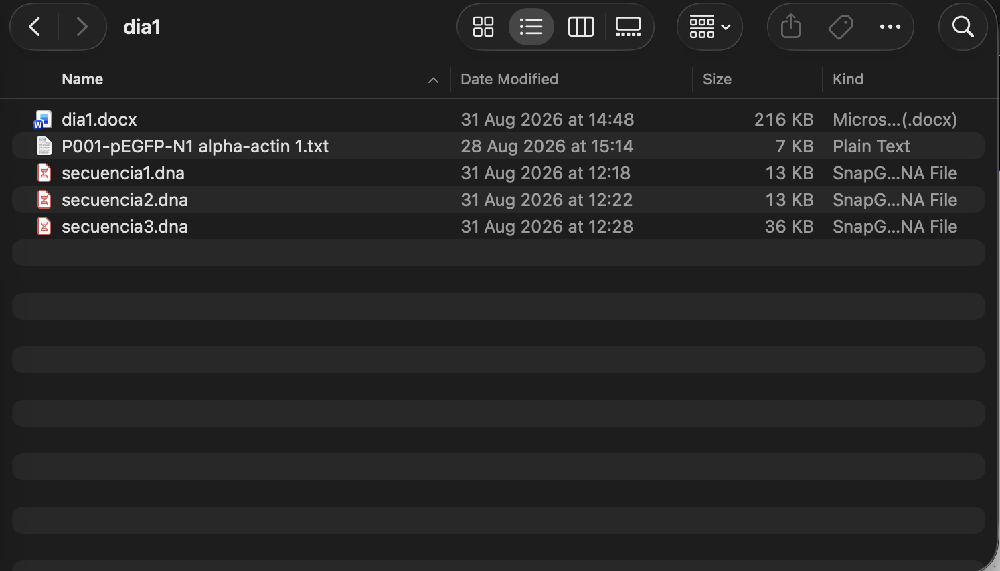 dia1
Name Date Modified Size Kind
dia1.docx 31 Aug 2026 at 14:48 216 KB Micros...(.docx)
P001-pEGFP-N1 alpha-actin 1.txt 28 Aug 2026 at 15:14 7 KB Plain Text
secuencia1.dna 31 Aug 2026 at 12:18 13 KB SnapG...NA File
secuencia2.dna 31 Aug 2026 at 12:22 13 KB SnapG...NA File
secuencia3.dna 31 Aug 2026 at 12:28 36 KB SnapG...NA File